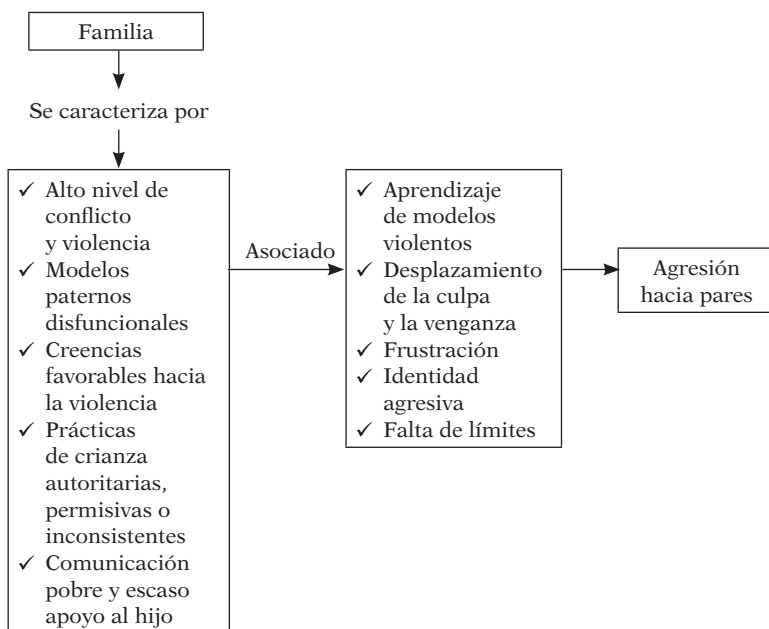 Familia
Se caracteriza por
✓ Alto nivel de
conflicto
y violencia
✓ Modelos
paternos
disfuncionales
✓ Creencias
favorables hacia
la violencia
✓ Prácticas
de crianza
autoritarias,
permisivas o
inconsistentes
✓ Comunicación
pobre y escaso
apoyo al hijo
Asociado
✓ Aprendizaje
de modelos
violentos
✓ Desplazamiento
de la culpa
y la venganza
✓ Frustración
✓ Identidad
agresiva
✓ Falta de límites
Agresión
hacia pares